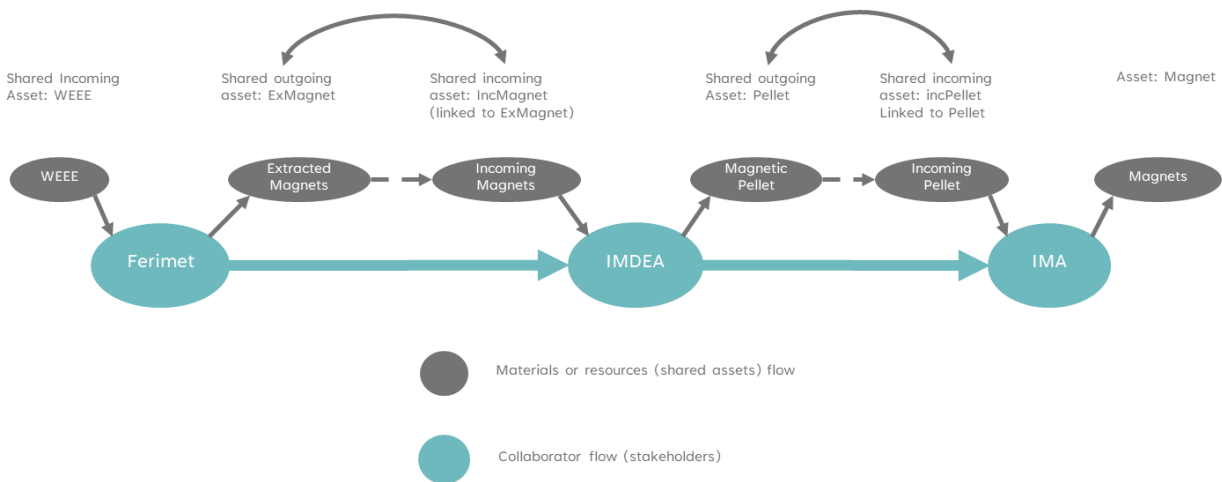 Shared Incoming
Asset: WEEE
Shared outgoing
asset: ExMagnet
Shared incoming
asset: IncMagnet
(linked to ExMagnet)
Shared outgoing
Asset: Pellet
Shared incoming
asset: incPellet
Linked to Pellet
Asset: Magnet
WEEE
Extracted
Magnets
Incoming
Magnets
Magnetic
Pellet
Incoming
Pellet
Magnets
Ferimet
IMDEA
IMA
Materials or resources (shared assets) flow
Collaborator flow (stakeholders)